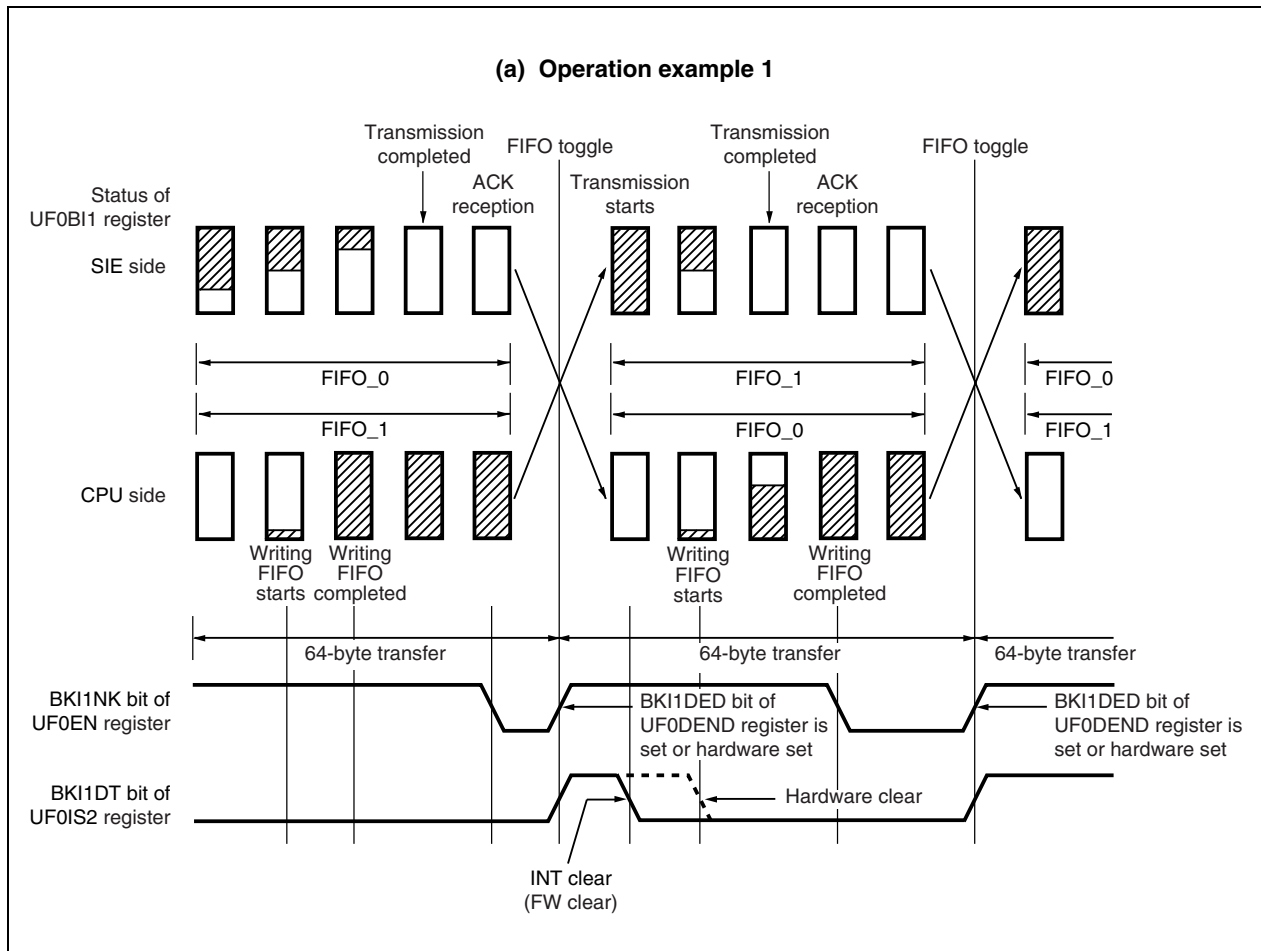 (a) Operation example 1
Transmission
completed
FIFO toggle
Transmission
completed
FIFO toggle
Status of
UF0BI1 register
ACK
reception
Transmission
starts
ACK
reception
SIE side
FIFO_0
FIFO_1
FIFO_0
FIFO_1
FIFO_0
FIFO_1
CPU side
Writing
FIFO
starts
Writing
FIFO
completed
Writing
FIFO
starts
Writing
FIFO
completed
64-byte transfer
64-byte transfer
64-byte transfer
BKI1NK bit of
UF0EN register
BKI1DED bit of
UF0DEND register is
set or hardware set
BKI1DED bit of
UF0DEND register is
set or hardware set
BKI1DT bit of
UF0IS2 register
Hardware clear
INT clear
(FW clear)